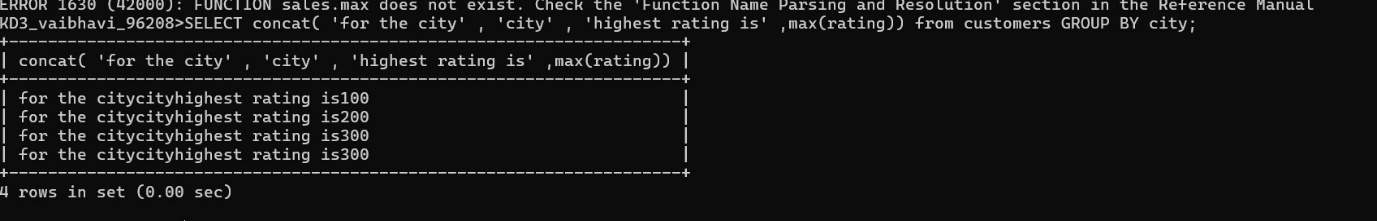 ERROR 1630 (42000): FUNCTION sales.max does not exist. Check the 'Function Name Parsing and Resolution' section in the Reference Manual
KD3_vaibhavi_96208>SELECT concat( 'for the city' , 'city' , 'highest rating is' ,max(rating)) from customers GROUP BY city;
+---------------------------------------------------------------------+
| concat( 'for the city' , 'city' , 'highest rating is' ,max(rating)) |
+---------------------------------------------------------------------+
| for the citycityhighest rating is100                                |
| for the citycityhighest rating is200                                |
| for the citycityhighest rating is300                                |
| for the citycityhighest rating is300                                |
+---------------------------------------------------------------------+
4 rows in set (0.00 sec)